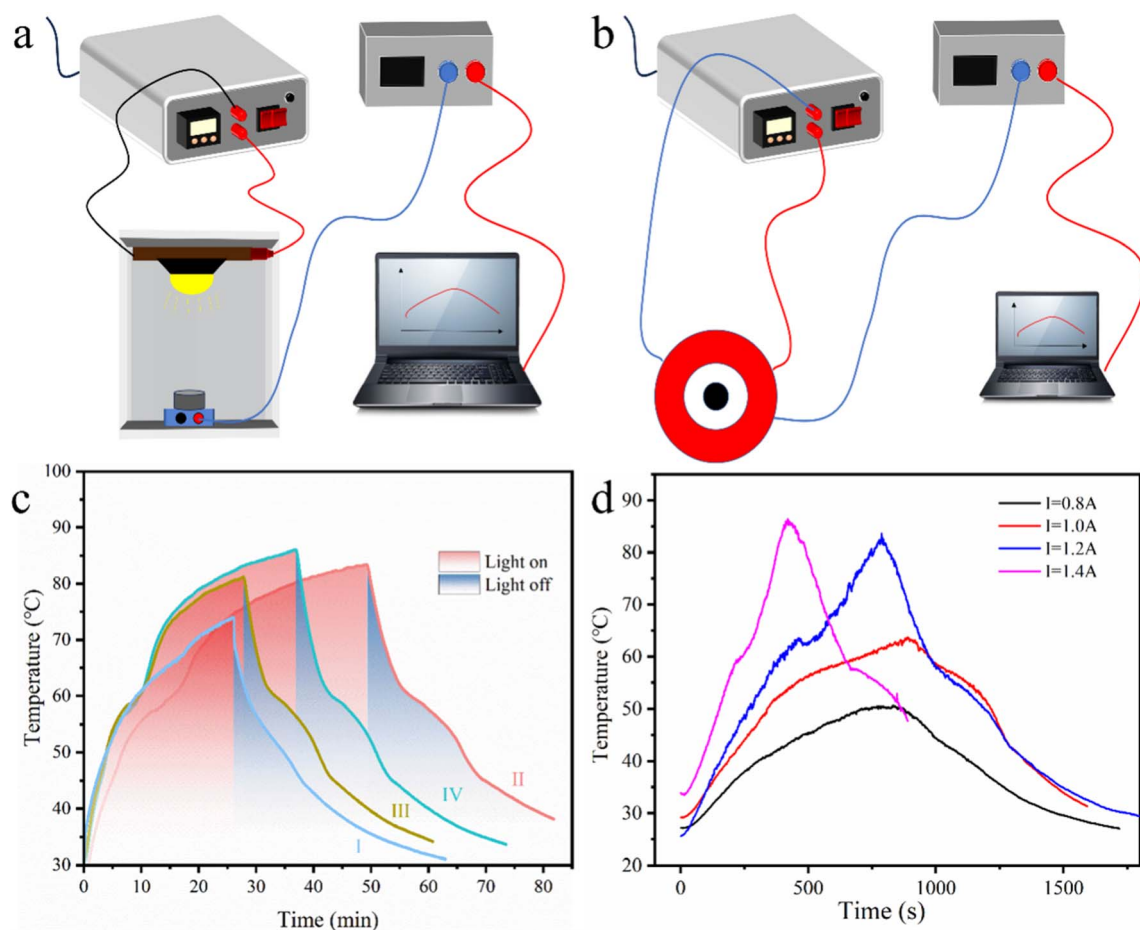 a
b
c
100
90
80
70
60
50
40
30
Temperature (°C)
0
10
20
30
40
50
60
70
80
Time (min)
Light on
Light off
I
II
III
IV
d
90
80
70
60
50
40
30
20
Temperature (°C)
0
500
1000
1500
Time (s)
I=0.8A
I=1.0A
I=1.2A
I=1.4A